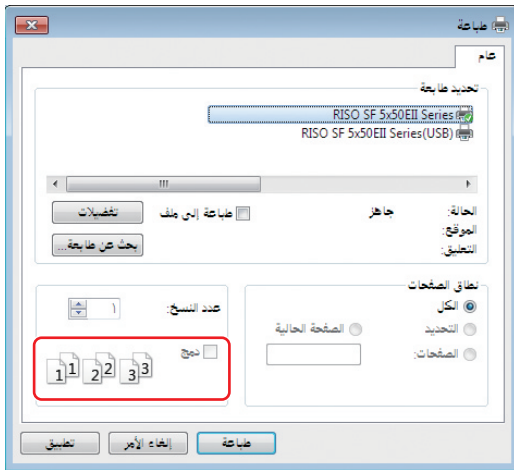 طباعة
عام
تحديد طابعة
RISO SF 5x50EII Series
RISO SF 5x50EII Series(USB)
الحالة: جاهز
طباعة إلى ملف
تفضيلات
الموقع:
التعليق:
بحث عن طابعة...
نطاق الصفحات
الكل
التحديد
الصفحة الحالية
الصفحات:
عدد النسخ: ١
دمج
1 1 2 2 3 3
طباعة
إلغاء الأمر
تطبيق